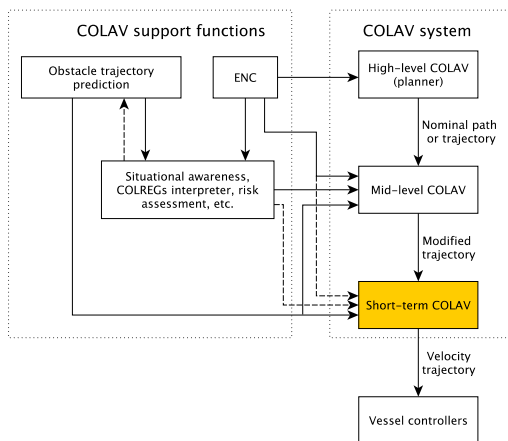 COLAV support functions
COLAV system
Obstacle trajectory
prediction
ENC
High-level COLAV
(planner)
Nominal path
or trajectory
Situational awareness,
COLREGs interpreter, risk
assessment, etc.
Mid-level COLAV
Modified
trajectory
Short-term COLAV
Velocity
trajectory
Vessel controllers